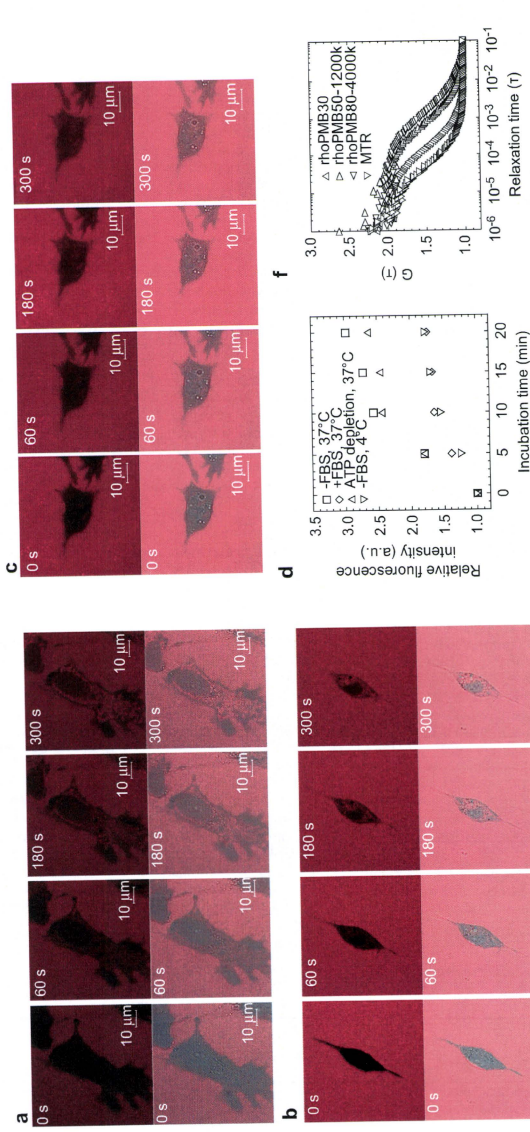 a
0 s
60 s
180 s
300 s
10 μm
10 μm
10 μm
10 μm
10 μm
10 μm
10 μm
10 μm
b
0 s
60 s
180 s
300 s
0 s
60 s
180 s
300 s
c
0 s
60 s
180 s
300 s
10 μm
10 μm
10 μm
10 μm
0 s
60 s
180 s
300 s
10 μm
10 μm
10 μm
10 μm
d
Relative fluorescence
intensity (a.u.)
3.5
3.0
2.5
2.0
1.5
1.0
-FBS, 37°C
+FBS, 37°C
ATP depletion, 37°C
-FBS, 4°C
0 5 10 15 20
Incubation time (min)
f
G (τ)
3.0
2.5
2.0
1.5
1.0
rhoPMB30
rhoPMB50-1200k
rhoPMB80-4000k
MTR
10⁻⁶ 10⁻⁵ 10⁻⁴ 10⁻³ 10⁻² 10⁻¹
Relaxation time (τ)